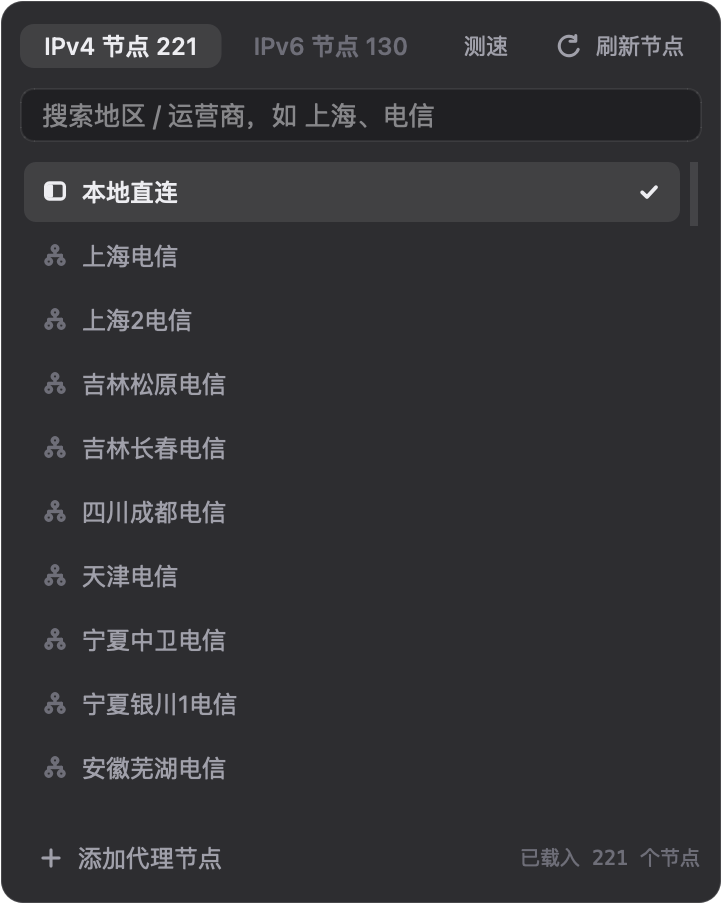 IPv4 节点 221 IPv6 节点 130 测速 刷新节点
搜索地区 / 运营商，如 上海、电信
本地直连
上海电信
上海2电信
吉林松原电信
吉林长春电信
四川成都电信
天津电信
宁夏中卫电信
宁夏银川1电信
安徽芜湖电信
添加代理节点 已载入 221 个节点